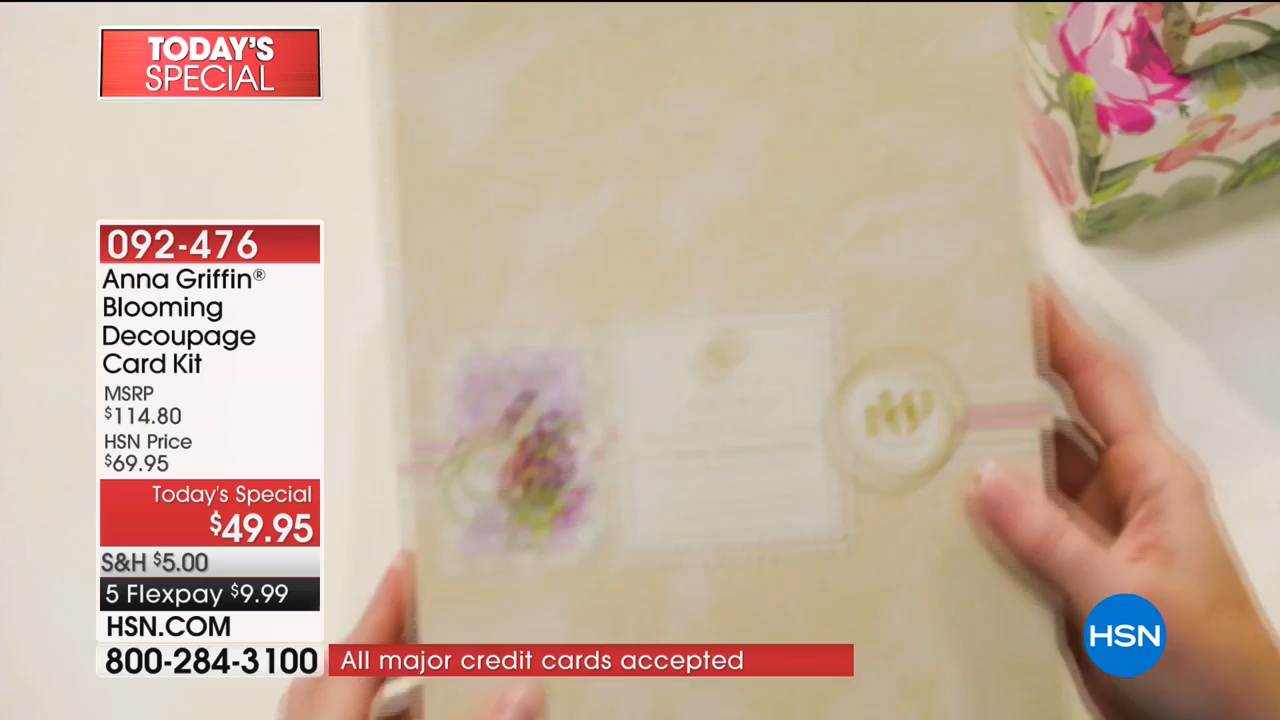 TODAY'S
SPECIAL
092-476
Anna Griffin®
Blooming
Decoupage
Card Kit
MSRP
$114.80
HSN Price
$69.95
Today's Special
$49.95
S&H $5.00
5 Flexpay $9.99
HSN.COM
800-284-3100
All major credit cards accepted
HSN